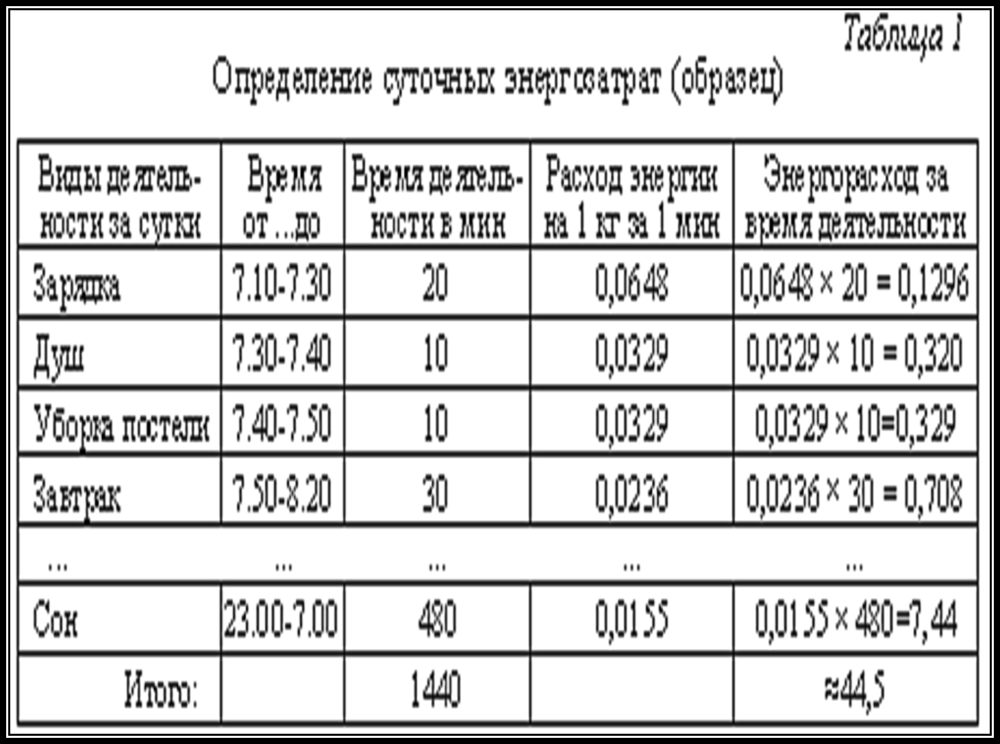 Таблица 1
Определение суточных энергозатрат (образец)
Виды деятель-
ности за сутки
Время
от ...до
Время деятель-
ности в мин
Расход энергии
на 1 кг за 1 мин
Энергорасход за
время деятельности
Зарядка 7.10-7.30 20 0,0648 0,0648 × 20 = 0,1296
Душ 7.30-7.40 10 0,0329 0,0329 × 10 = 0,320
Уборка постели 7.40-7.50 10 0,0329 0,0329 × 10=0,329
Завтрак 7.50-8.20 30 0,0236 0,0236 × 30 = 0,708
... ... ... ... ...
Сон 23.00-7.00 480 0,0155 0,0155 × 480=7,44
Итого: 1440 ≈44,5